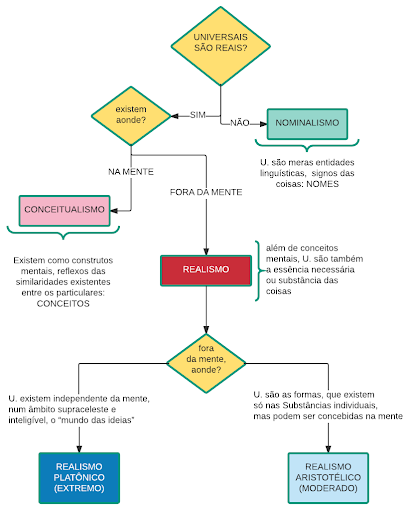 UNIVERSAIS
SÃO REAIS?
existem
aonde?
SIM
NÃO
NOMINALISMO
U. são meras entidades
linguísticas, signos das
coisas: NOMES
NA MENTE
FORA DA MENTE
CONCEITUALISMO
Existem como construtos
mentais, reflexos das
similaridades existentes
entre os particulares:
CONCEITOS
REALISMO
além de conceitos
mentais, U. são também
a essência necessária
ou substância das
coisas
fora
da mente,
aonde?
U. existem independente da mente,
num âmbito supraceleste e
inteligível, o “mundo das ideias”
U. são as formas, que existem
só nas Substâncias individuais,
mas podem ser concebidas na mente
REALISMO
PLATÔNICO
(EXTREMO)
REALISMO
ARISTOTÉLICO
(MODERADO)